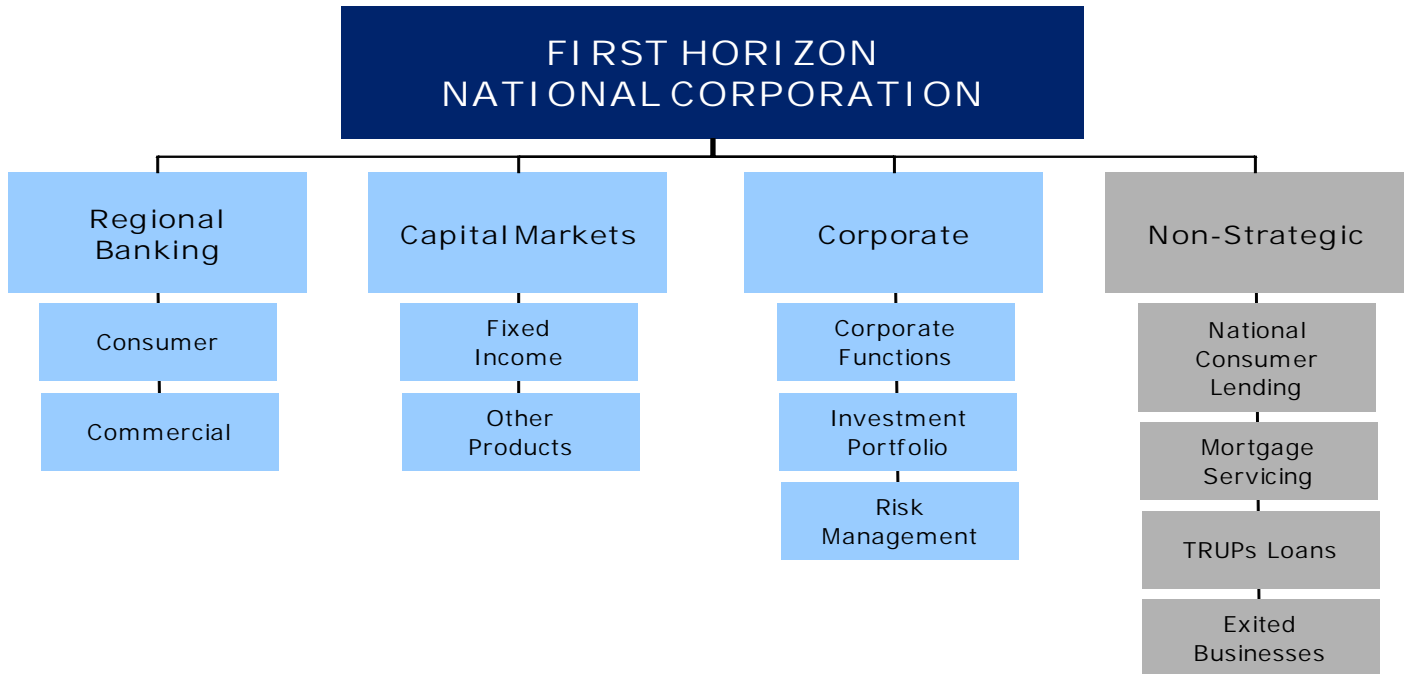 FIRST HORIZON
NATIONAL CORPORATION
Regional
Banking
Capital Markets
Corporate
Non-Strategic
Consumer
Commercial
Fixed
Income
Other
Products
Corporate
Functions
Investment
Portfolio
Risk
Management
National
Consumer
Lending
Mortgage
Servicing
TRUPs Loans
Exited
Businesses